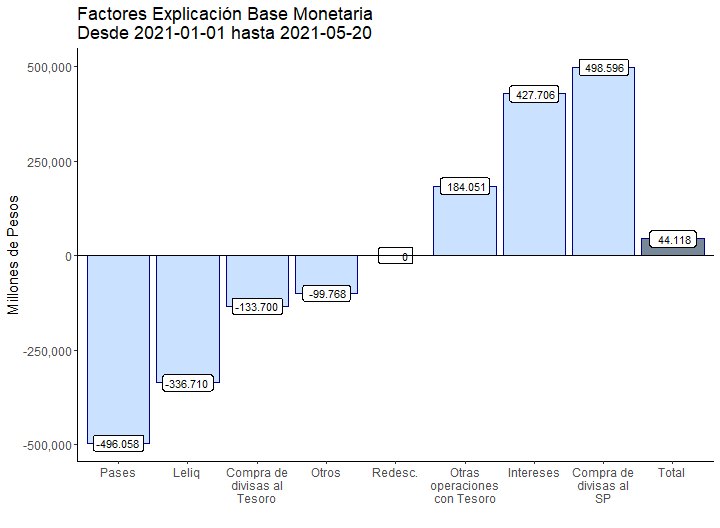 Factores Explicación Base Monetaria
Desde 2021-01-01 hasta 2021-05-20
Millones de Pesos
500,000
250,000
0
-250,000
-500,000
-496.058
-336.710
-133.700
-99.768
0
184.051
427.706
498.596
44.118
Pases
Leliq
Compra de
divisas al
Tesoro
Otros
Redesc.
Otras
operaciones
con Tesoro
Intereses
Compra de
divisas al
SP
Total